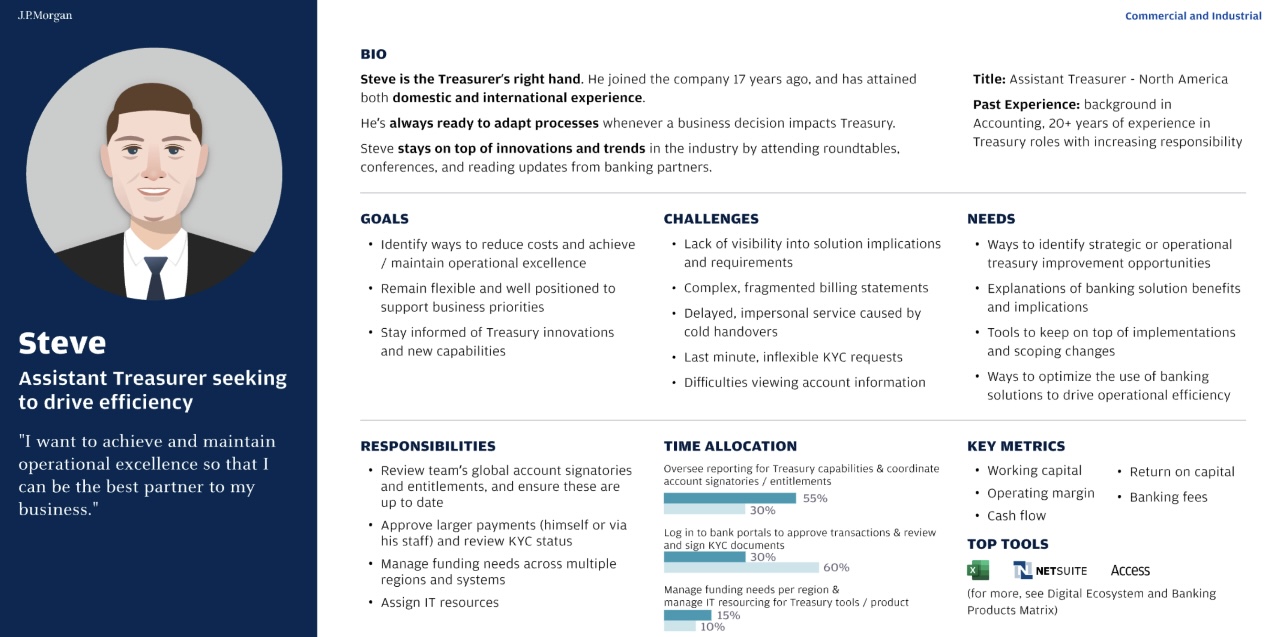 J.P.Morgan
Commercial and Industrial
Steve
Assistant Treasurer seeking
to drive efficiency
"I want to achieve and maintain
operational excellence so that I
can be the best partner to my
business."
BIO
Steve is the Treasurer's right hand. He joined the company 17 years ago, and has attained
both domestic and international experience.
He's always ready to adapt processes whenever a business decision impacts Treasury.
Steve stays on top of innovations and trends in the industry by attending roundtables,
conferences, and reading updates from banking partners.
Title: Assistant Treasurer - North America
Past Experience: background in
Accounting, 20+ years of experience in
Treasury roles with increasing responsibility
GOALS
• Identify ways to reduce costs and achieve
/ maintain operational excellence
• Remain flexible and well positioned to
support business priorities
• Stay informed of Treasury innovations
and new capabilities
CHALLENGES
• Lack of visibility into solution implications
and requirements
• Complex, fragmented billing statements
• Delayed, impersonal service caused by
cold handovers
• Last minute, inflexible KYC requests
• Difficulties viewing account information
NEEDS
• Ways to identify strategic or operational
treasury improvement opportunities
• Explanations of banking solution benefits
and implications
• Tools to keep on top of implementations
and scoping changes
• Ways to optimize the use of banking
solutions to drive operational efficiency
RESPONSIBILITIES
• Review team's global account signatories
and entitlements, and ensure these are
up to date
• Approve larger payments (himself or via
his staff) and review KYC status
• Manage funding needs across multiple
regions and systems
• Assign IT resources
TIME ALLOCATION
Oversee reporting for Treasury capabilities & coordinate
account signatories / entitlements
55%
30%
Log in to bank portals to approve transactions & review
and sign KYC documents
30%
60%
Manage funding needs per region &
manage IT resourcing for Treasury tools / product
15%
10%
KEY METRICS
• Working capital
• Operating margin
• Cash flow
• Return on capital
• Banking fees
TOP TOOLS
X
N NETSUITE
Access
(for more, see Digital Ecosystem and Banking
Products Matrix)